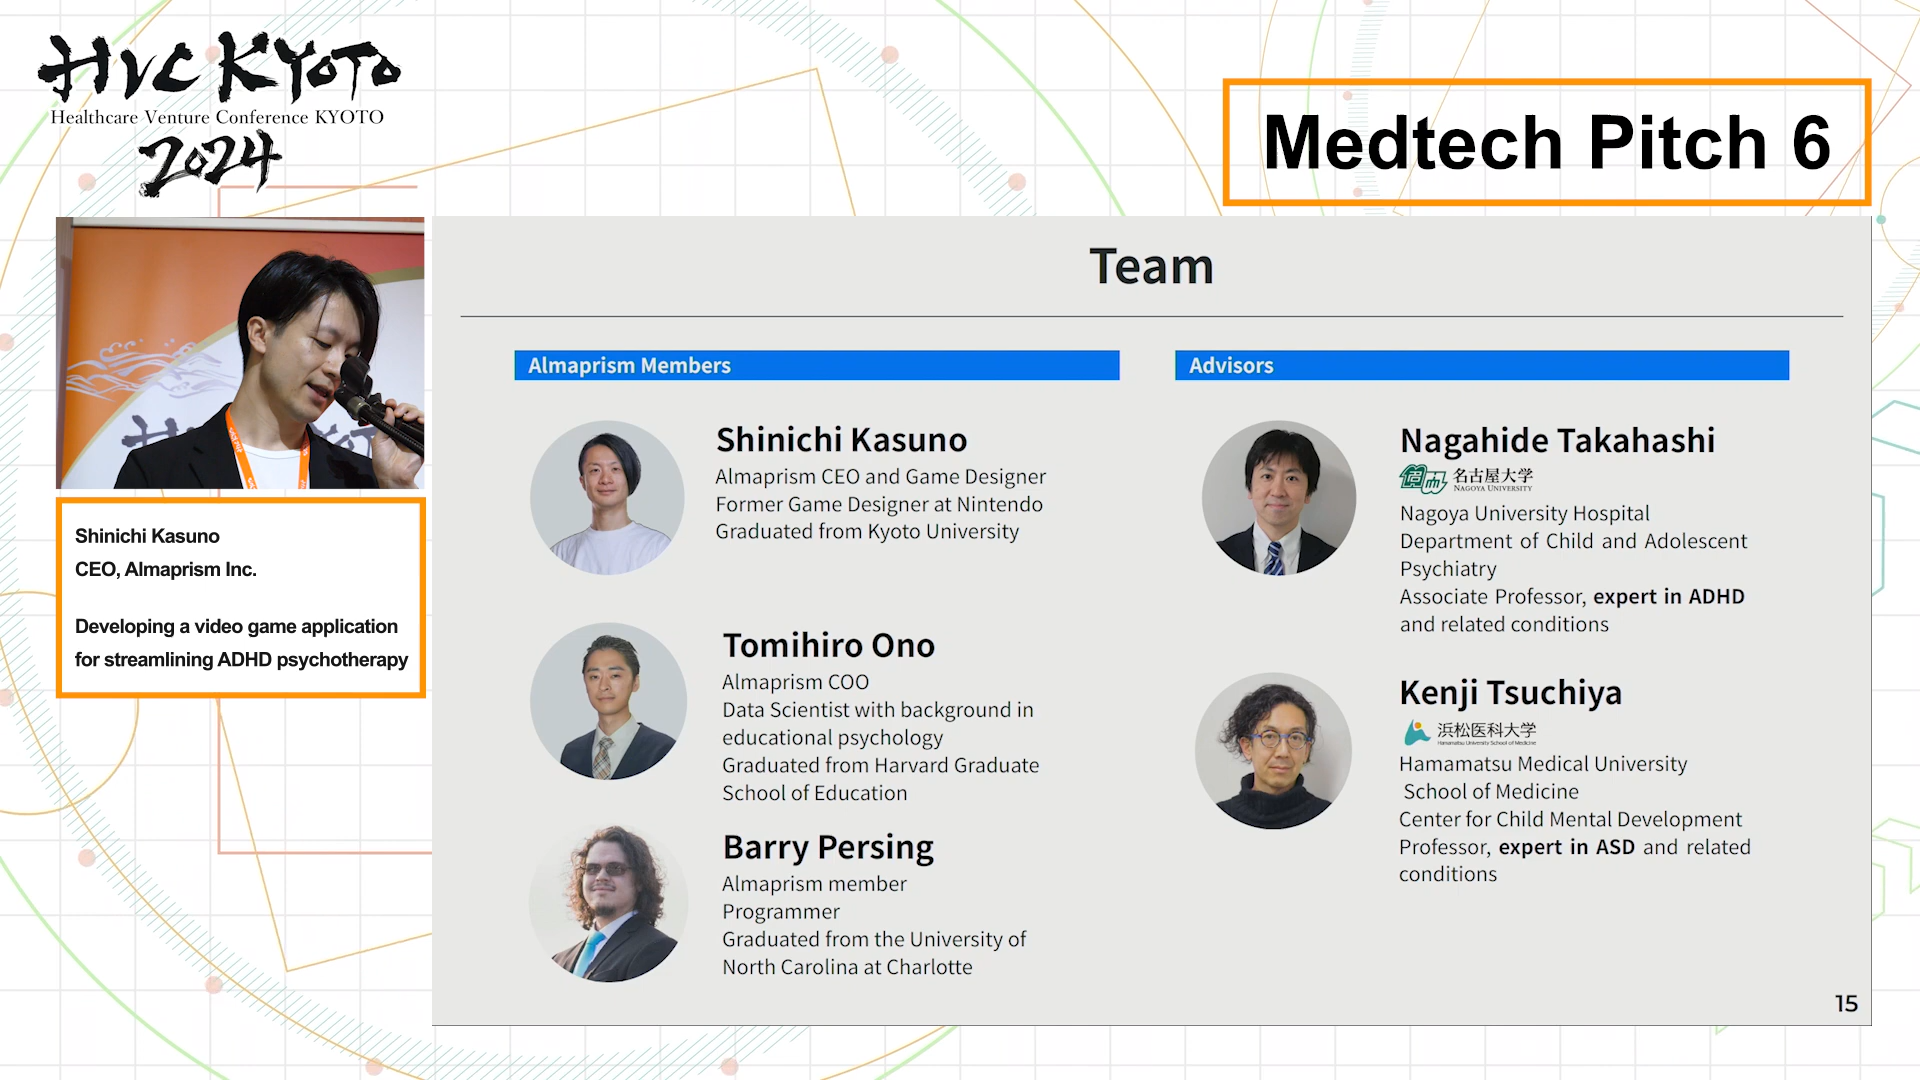 HVC KYOTO
Healthcare Venture Conference KYOTO
2024
Medtech Pitch 6
Shinichi Kasuno
CEO, Almaprism Inc.
Developing a video game application
for streamlining ADHD psychotherapy
Team
Almaprism Members
Shinichi Kasuno
Almaprism CEO and Game Designer
Former Game Designer at Nintendo
Graduated from Kyoto University
Tomihiro Ono
Almaprism COO
Data Scientist with background in
educational psychology
Graduated from Harvard Graduate
School of Education
Barry Persing
Almaprism member
Programmer
Graduated from the University of
North Carolina at Charlotte
Advisors
Nagahide Takahashi
名古屋大学
NAGOYA UNIVERSITY
Nagoya University Hospital
Department of Child and Adolescent
Psychiatry
Associate Professor, expert in ADHD
and related conditions
Kenji Tsuchiya
浜松医科大学
Hamamatsu University School of Medicine
Hamamatsu Medical University
School of Medicine
Center for Child Mental Development
Professor, expert in ASD and related
conditions
15